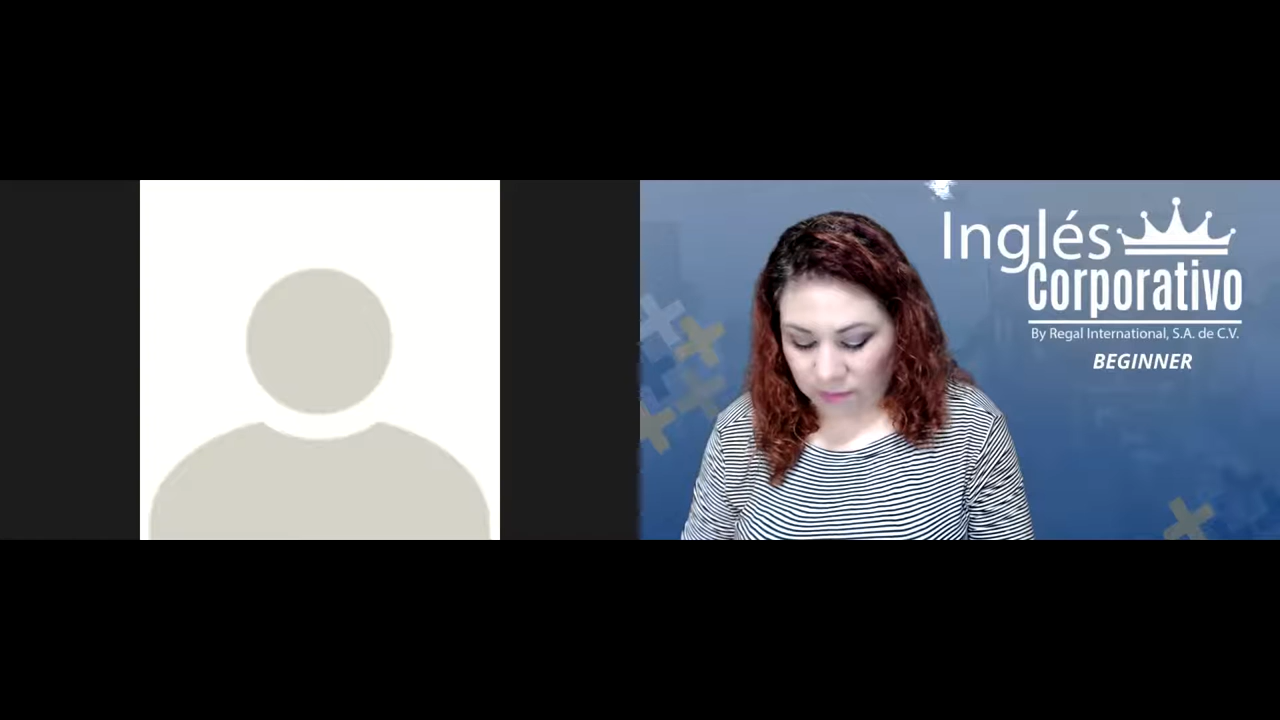 Inglés
Corporativo
By Regal International, S.A. de C.V.
BEGINNER